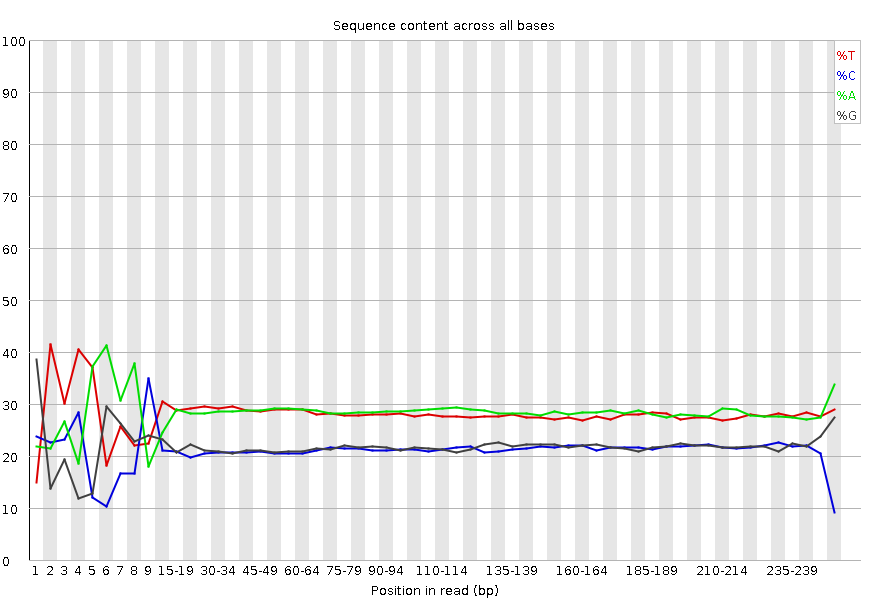 Sequence content across all bases
100
90
80
70
60
50
40
30
20
10
0
%T
%C
%A
%G
1 2 3 4 5 6 7 8 9 15-19 30-34 45-49 60-64 75-79 90-94 110-114 135-139 160-164 185-189 210-214 235-239
Position in read (bp)